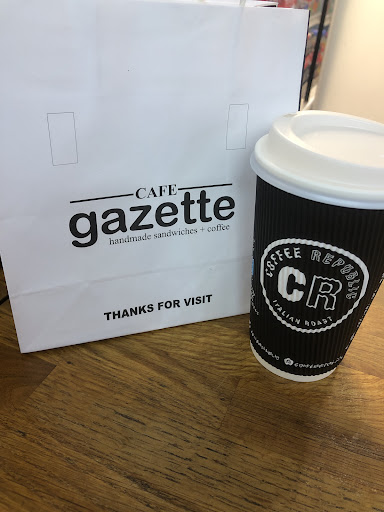 CAFE
gazette
handmade sandwiches + coffee
THANKS FOR VISIT
COFFEE REPUBLIC
CR
ITALIAN ROAST